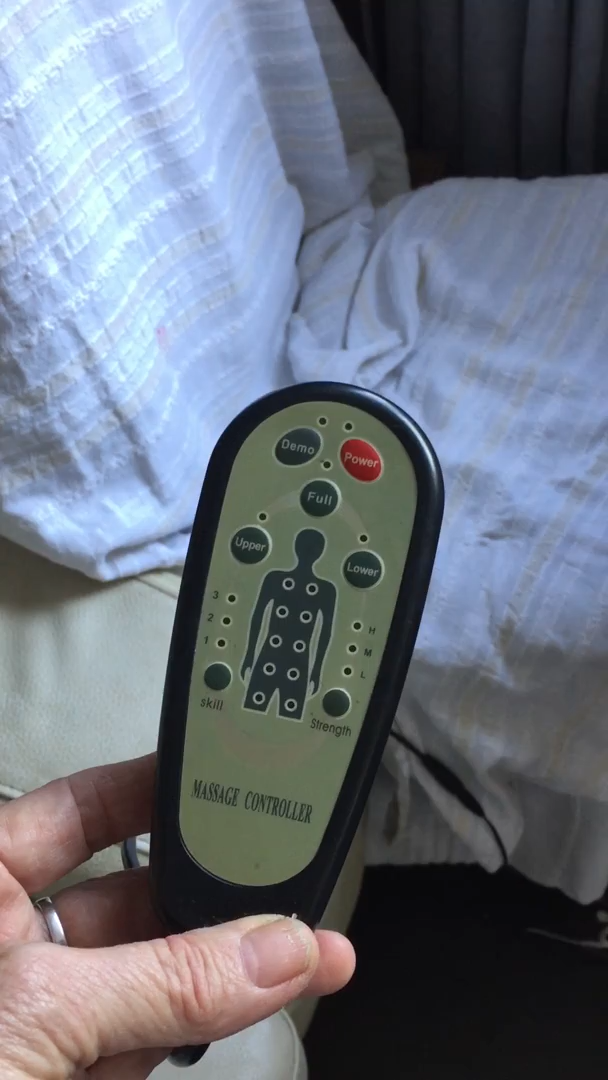 Demo
Power
Full
Upper
Lower
3
2
1
H
M
L
skill
Strength
MASSAGE CONTROLLER